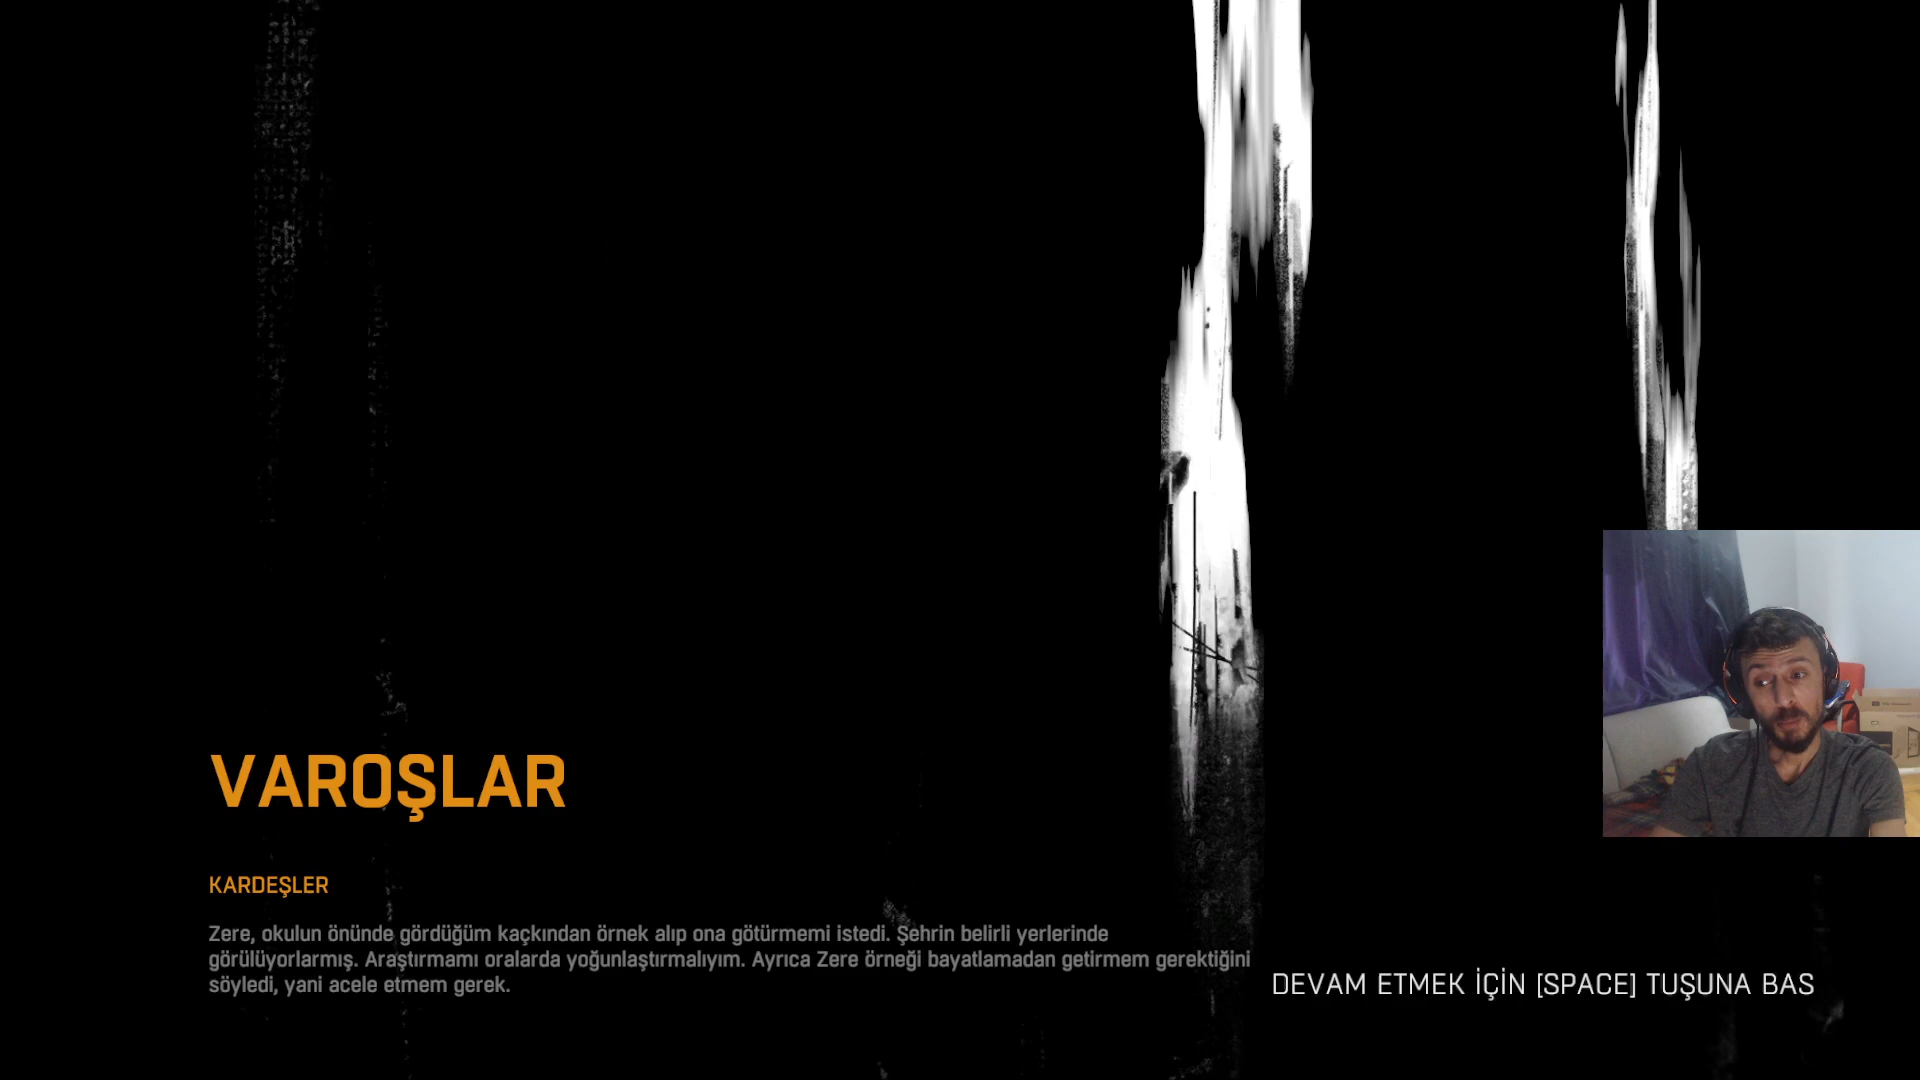 VAROŞLAR
KARDEŞLER
Zere, okulun önünde gördüğüm kaçkından örnek alıp ona götürmemi istedi. Şehrin belirli yerlerinde
görülüyorlarmış. Araştırmamı oralarda yoğunlaştırmalıyım. Ayrıca Zere örneği bayatlamadan getirmem gerektiğini
söyledi, yani acele etmem gerek.
DEVAM ETMEK İÇİN [SPACE] TUŞUNA BAS